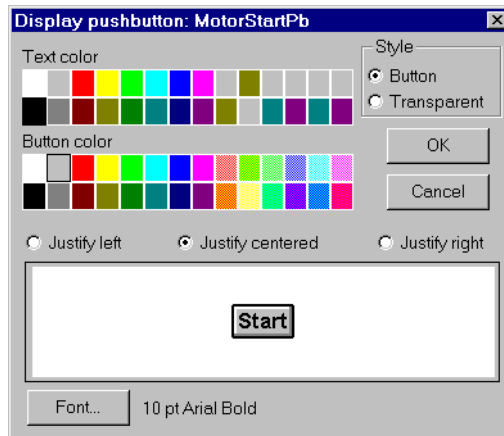 Display pushbutton: MotorStartPb
Text color
Style
Button
Transparent
Button color
OK
Cancel
Justify left
Justify centered
Justify right
Start
Font...
10 pt Arial Bold